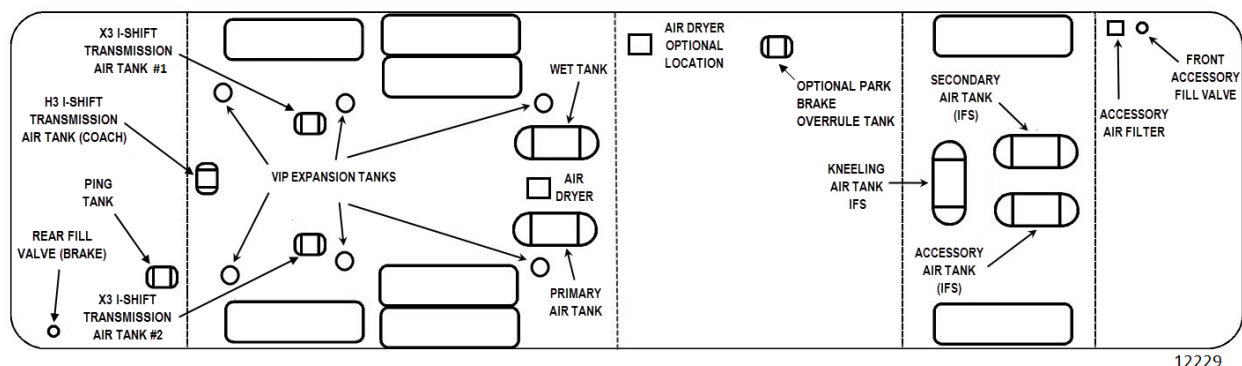 X3 I-SHIFT
TRANSMISSION
AIR TANK #1
H3 I-SHIFT
TRANSMISSION
AIR TANK (COACH)
PING
TANK
REAR FILL
VALVE (BRAKE)
X3 I-SHIFT
TRANSMISSION
AIR TANK #2
VIP EXPANSION TANKS
WET TANK
AIR
DRYER
PRIMARY
AIR TANK
AIR DRYER
OPTIONAL
LOCATION
OPTIONAL PARK
BRAKE
OVERRULE TANK
SECONDARY
AIR TANK
(IFS)
KNEELING
AIR TANK
IFS
ACCESSORY
AIR TANK
(IFS)
FRONT
ACCESSORY
FILL VALVE
ACCESSORY
AIR FILTER
12229